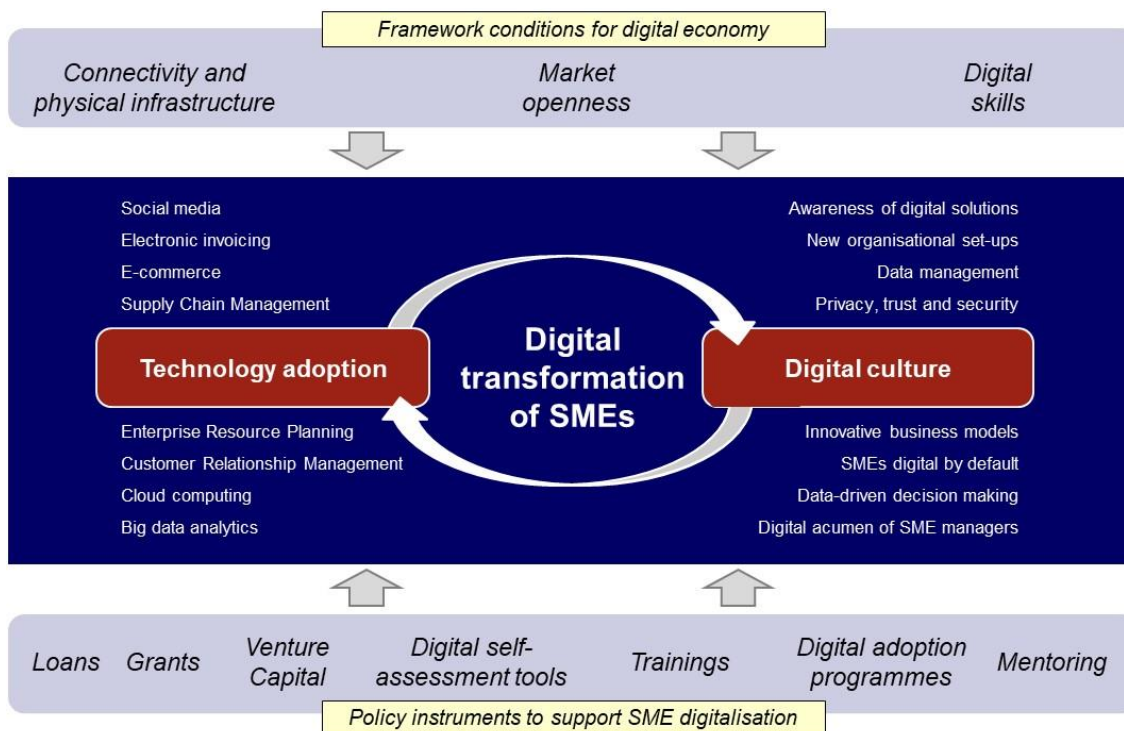 Framework conditions for digital economy
Connectivity and
physical infrastructure
Market
openness
Digital
skills
Social media
Electronic invoicing
E-commerce
Supply Chain Management
Technology adoption
Enterprise Resource Planning
Customer Relationship Management
Cloud computing
Big data analytics
Digital
transformation
of SMEs
Awareness of digital solutions
New organisational set-ups
Data management
Privacy, trust and security
Digital culture
Innovative business models
SMEs digital by default
Data-driven decision making
Digital acumen of SME managers
Loans
Grants
Venture
Capital
Digital self-
assessment tools
Trainings
Digital adoption
programmes
Mentoring
Policy instruments to support SME digitalisation